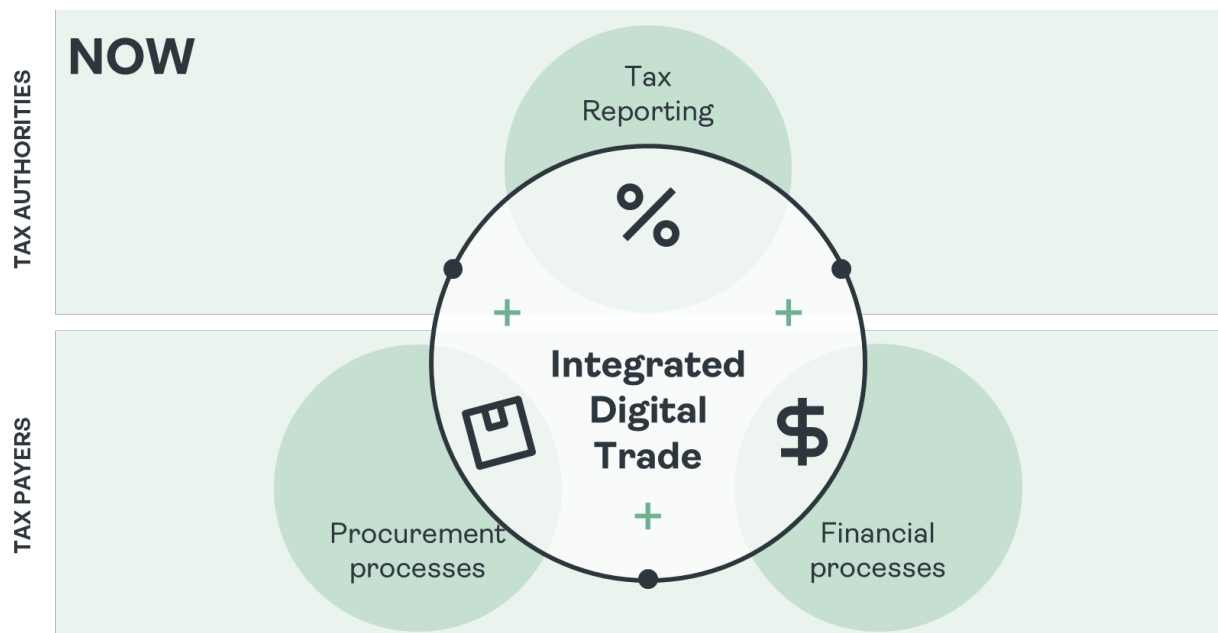 NOW
TAX AUTHORITIES
Tax
Reporting
%
+ +
Integrated
Digital
Trade
$
+
TAX PAYERS
Procurement
processes
Financial
processes